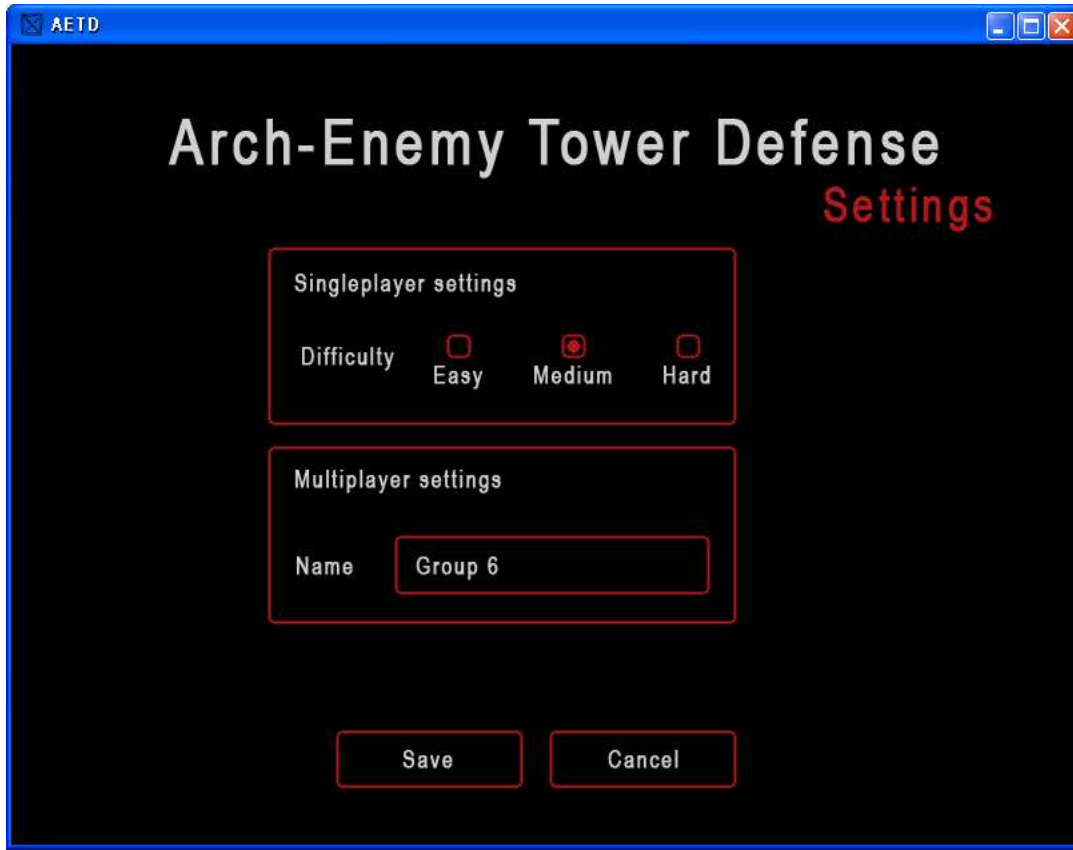 AETD
Arch-Enemy Tower Defense
Settings
Singleplayer settings
Difficulty
Easy
Medium
Hard
Multiplayer settings
Name
Group 6
Save
Cancel